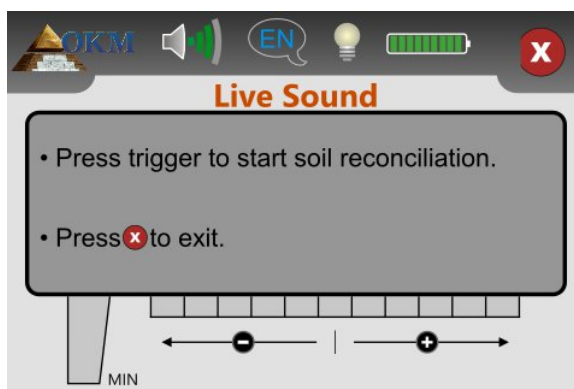 OKM
EN
X
Live Sound
• Press trigger to start soil reconciliation.
• Press x to exit.
MIN